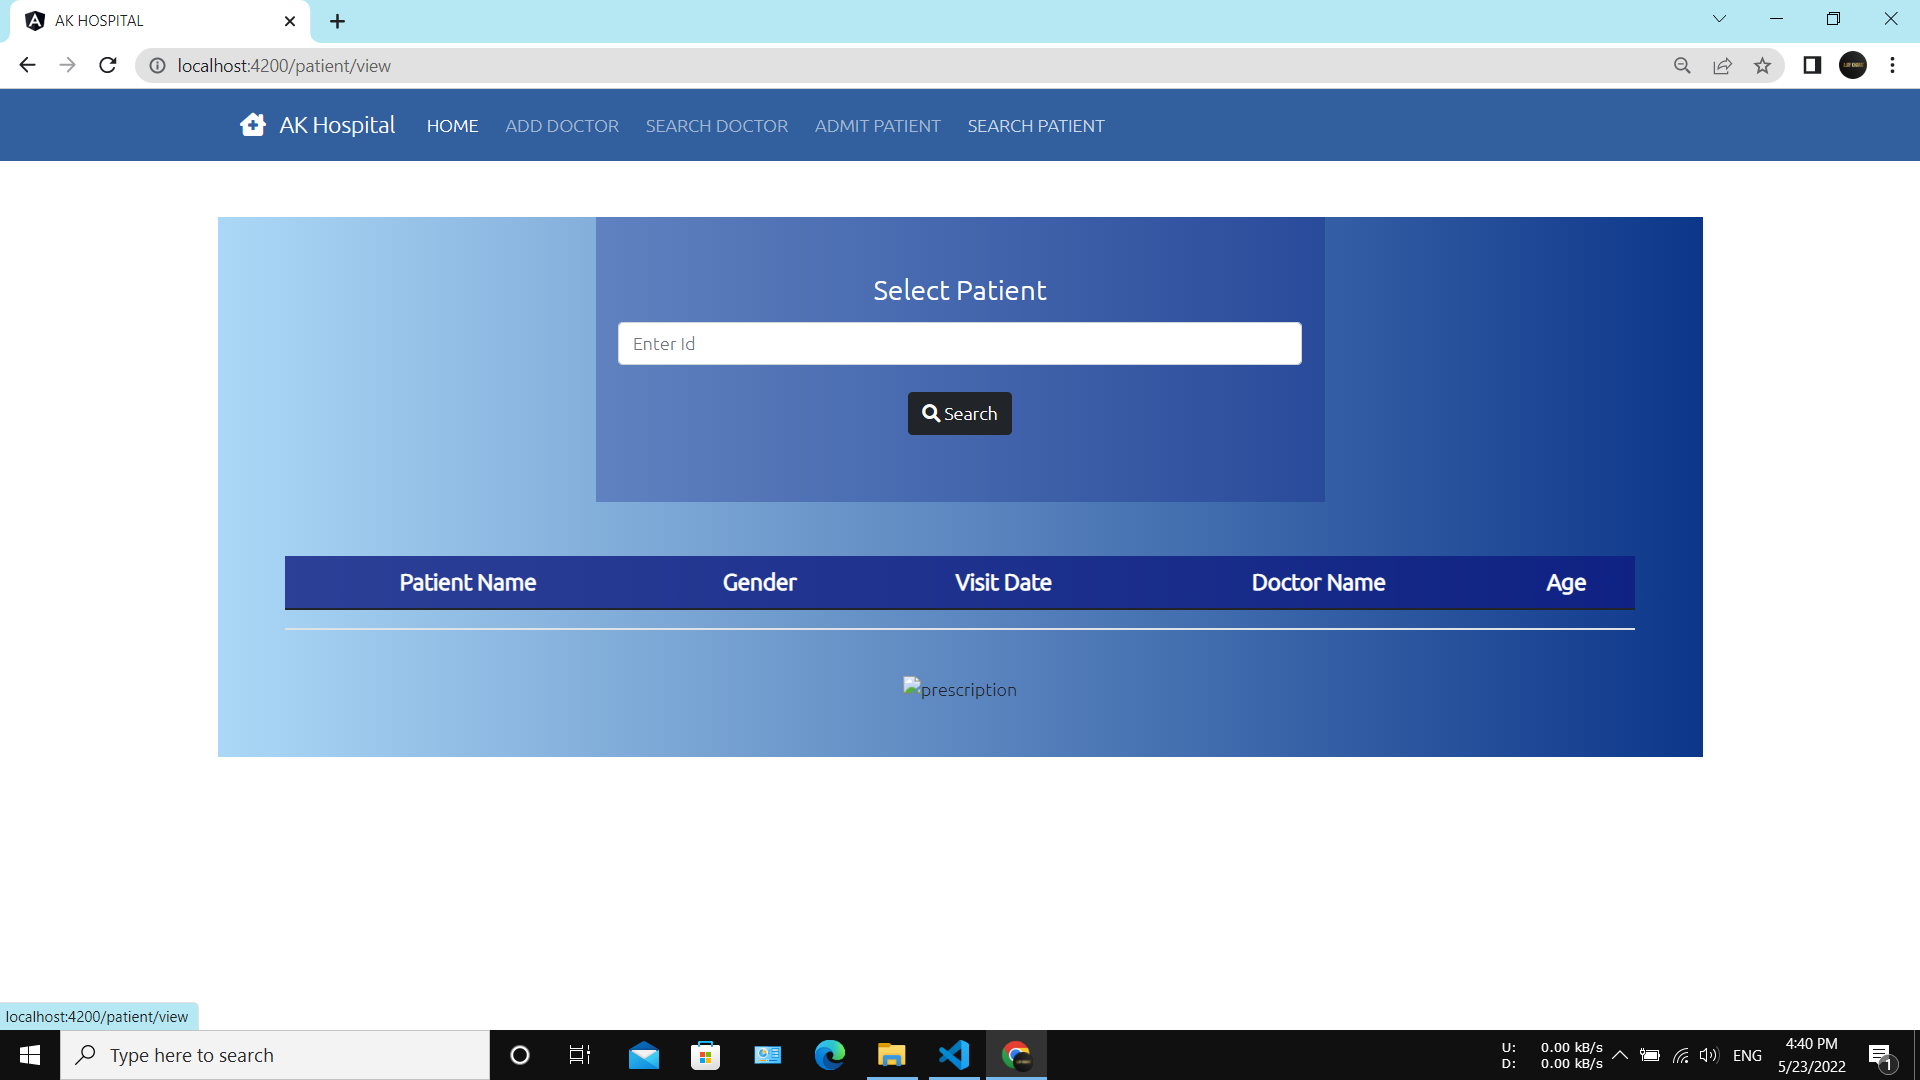 AK HOSPITAL
localhost:4200/patient/view
AK Hospital HOME ADD DOCTOR SEARCH DOCTOR ADMIT PATIENT SEARCH PATIENT
Select Patient
Enter Id
Search
Patient Name Gender Visit Date Doctor Name Age
prescription
localhost:4200/patient/view
Type here to search
U: 0.00 kB/s
D: 0.00 kB/s
ENG
4:40 PM
5/23/2022
1